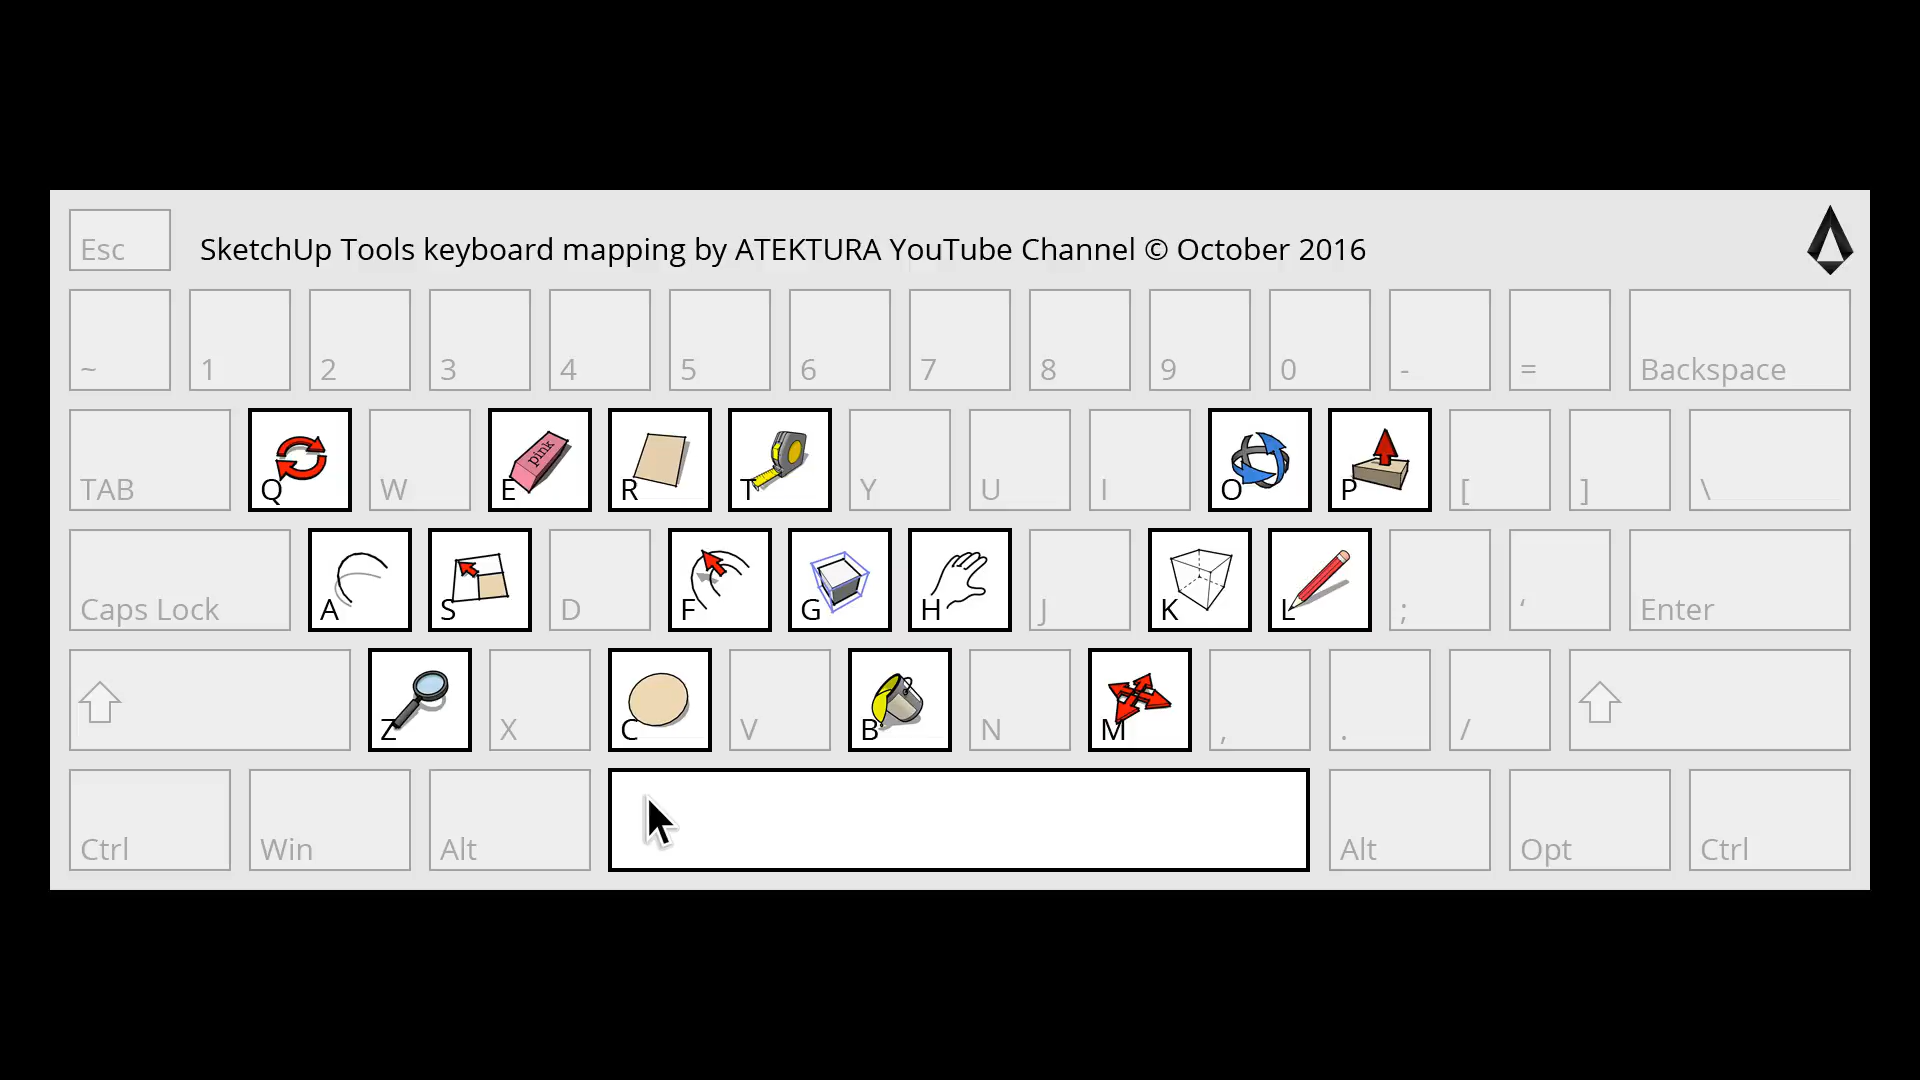 Esc SketchUp Tools keyboard mapping by ATEKTURA YouTube Channel © October 2016
~ 1 2 3 4 5 6 7 8 9 0 - = Backspace
TAB Q W E pink R T Y U I O P [ ] \
Caps Lock A S D F G H J K L ; ‘ Enter
Z X C V B N M , . /
Ctrl Win Alt Alt Opt Ctrl